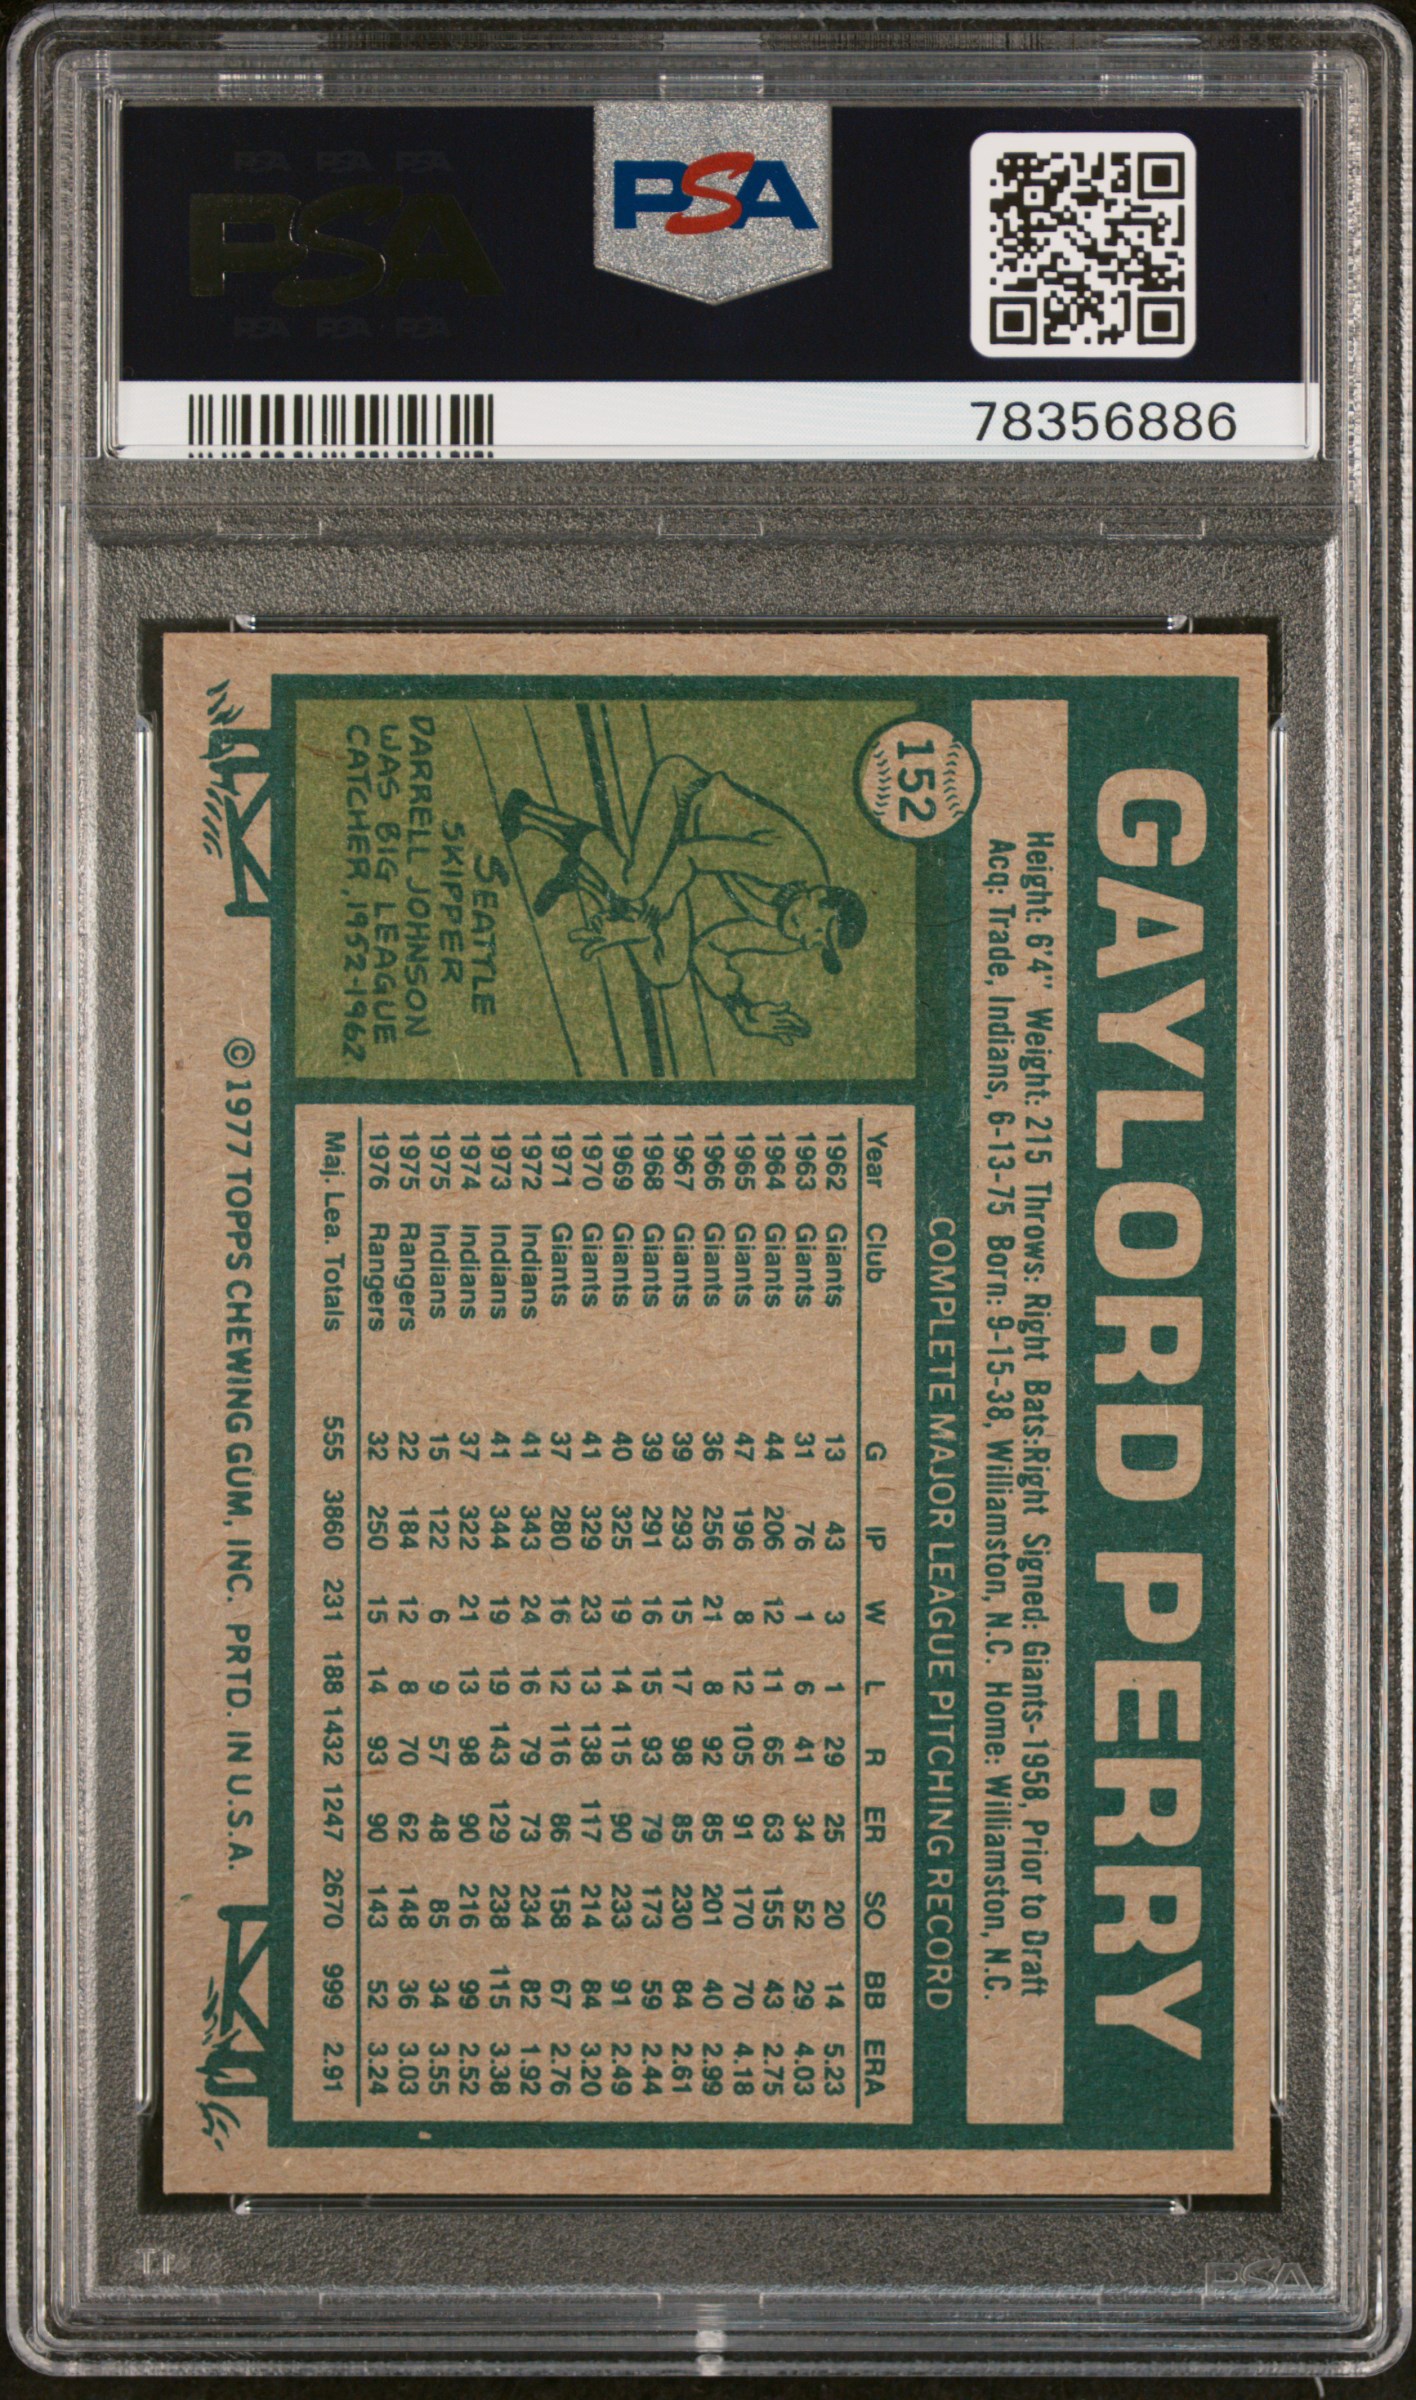 PSA PSA PSA
PSA
PSA PSA PSA
PSA
78356886
GAYLORD PERRY
Height: 6'4" Weight: 215 Throws: Right Bats:Right Signed: Giants-1958, Prior to Draft
Acq: Trade, Indians, 6-13-75 Born: 9-15-38, Williamston, N.C. Home: Williamston, N.C.
152
COMPLETE MAJOR LEAGUE PITCHING RECORD
SEATTLE
SKIPPER
DARRELL JOHNSON
WAS BIG LEAGUE
CATCHER, 1952-1962.
Year Club G IP W L R ER SO BB ERA
1962 Giants 13 43 3 1 29 25 20 14 5.23
1963 Giants 31 76 1 6 41 34 52 29 4.03
1964 Giants 44 206 12 11 65 63 155 43 2.75
1965 Giants 47 196 8 12 105 91 170 70 4.18
1966 Giants 36 256 21 8 92 85 201 40 2.99
1967 Giants 39 293 15 17 98 85 230 84 2.61
1968 Giants 39 291 16 15 93 79 173 59 2.44
1969 Giants 40 325 19 14 115 90 233 91 2.49
1970 Giants 41 329 23 13 138 117 214 84 3.20
1971 Giants 37 280 16 12 116 86 158 67 2.76
1972 Indians 41 343 24 16 79 73 234 82 1.92
1973 Indians 41 344 19 19 143 129 238 115 3.38
1974 Indians 37 322 21 13 98 90 216 99 2.52
1975 Indians 15 122 6 9 57 48 85 34 3.55
1975 Rangers 22 184 12 8 70 62 148 36 3.03
1976 Rangers 32 250 15 14 93 90 143 52 3.24
Maj. Lea. Totals 555 3860 231 188 1432 1247 2670 999 2.91
© 1977 TOPPS CHEWING GUM, INC. PRTD. IN U.S.A.
PSA